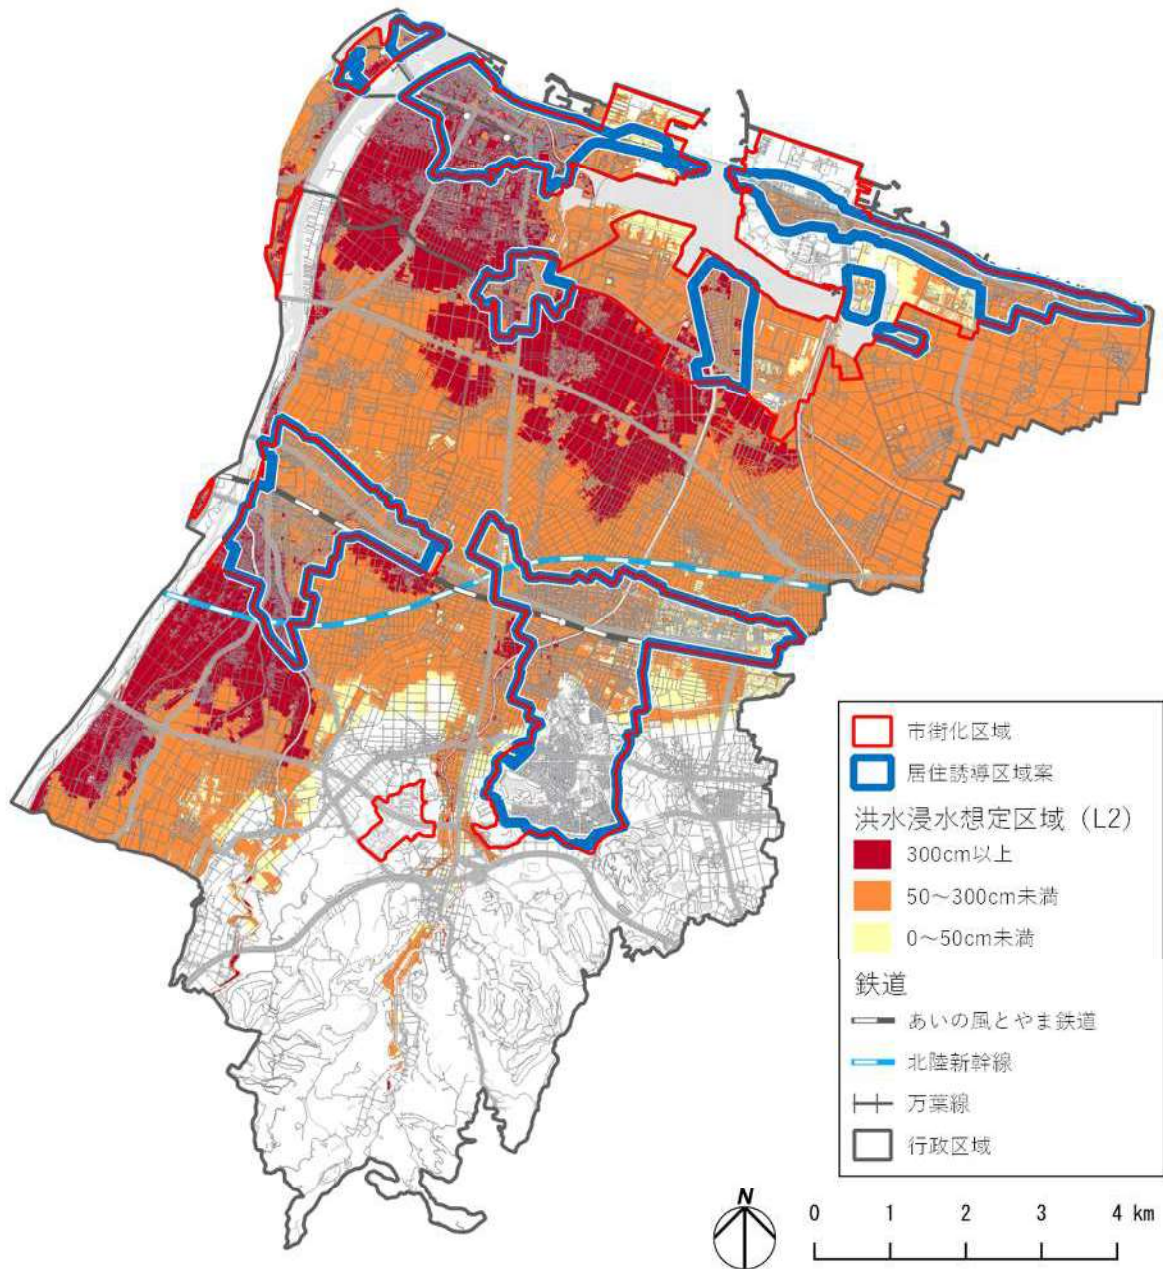 市街化区域
居住誘導区域案
洪水浸水想定区域（L2）
300cm以上
50～300cm未満
0～50cm未満
鉄道
あいの風とやま鉄道
北陸新幹線
万葉線
行政区域
N
0 1 2 3 4 km